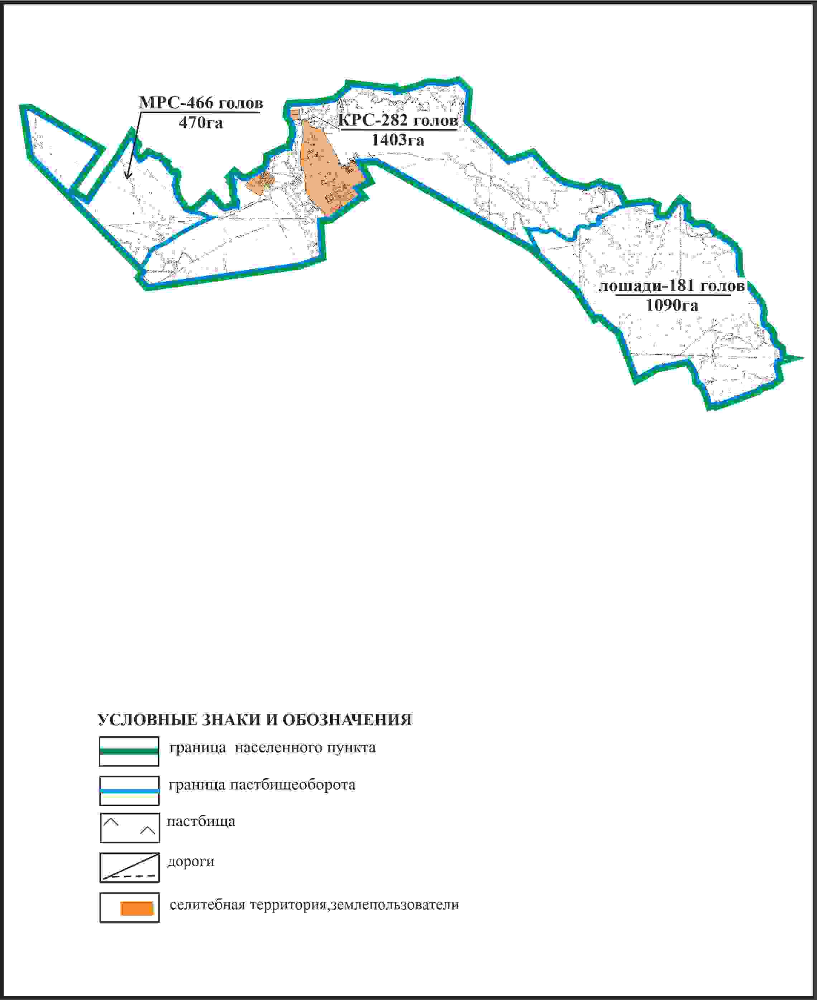 МРС-466 голов
470га
КРС-282 голов
1403га
лошади-181 голов
1090га
УСЛОВНЫЕ ЗНАКИ И ОБОЗНАЧЕНИЯ
граница населенного пункта
граница пастбищеоборота
пастбища
дороги
селитебная территория,землепользователи